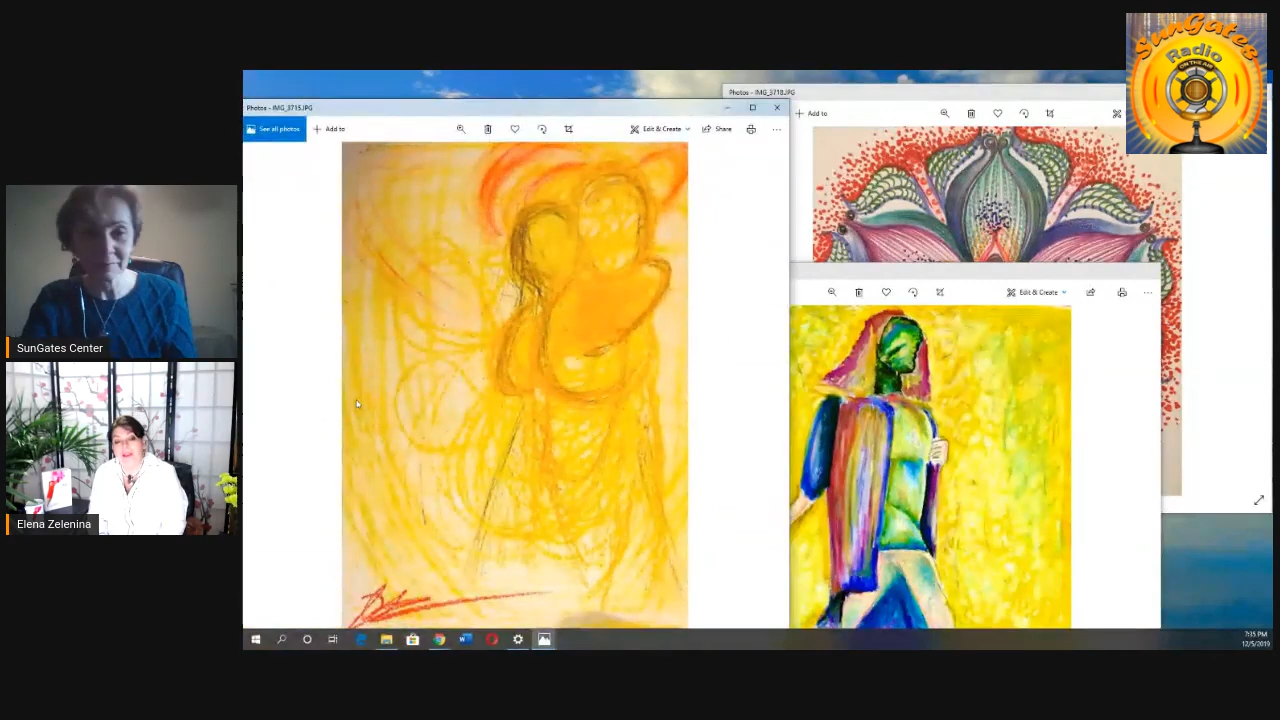 SunGates
Radio
ON THE AIR
Photos - IMG_3718.JPG
Photos - IMG_3715.JPG
Add to
See all photos
Add to
Edit & Create
Share
Edit & Create
SunGates Center
Elena Zelenina
7:35 PM
12/5/2019